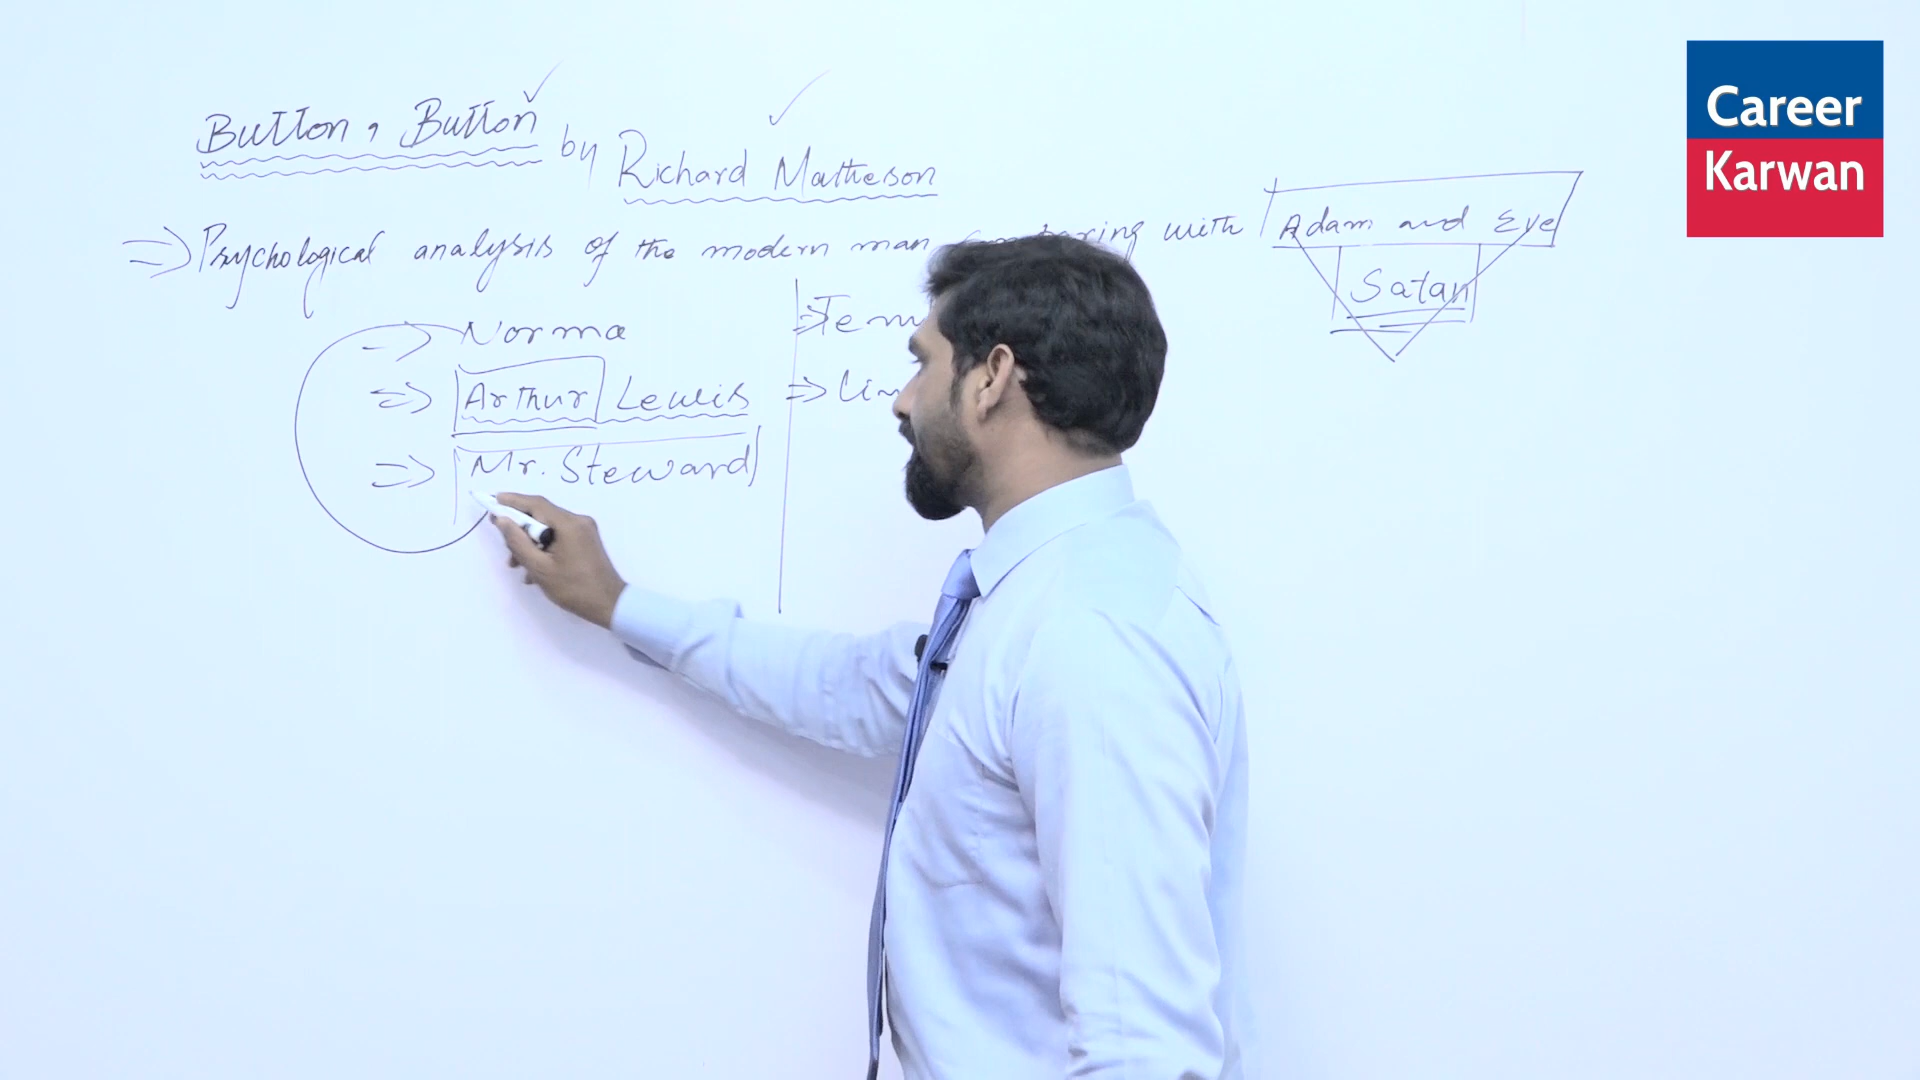 Button, Button by Richard Matheson
⇒ Psychological analysis of the modern man comparing with Adam and Eve
Satan
⇒ Norma
⇒ Arthur Lewis
⇒ Mr. Steward
Career
Karwan